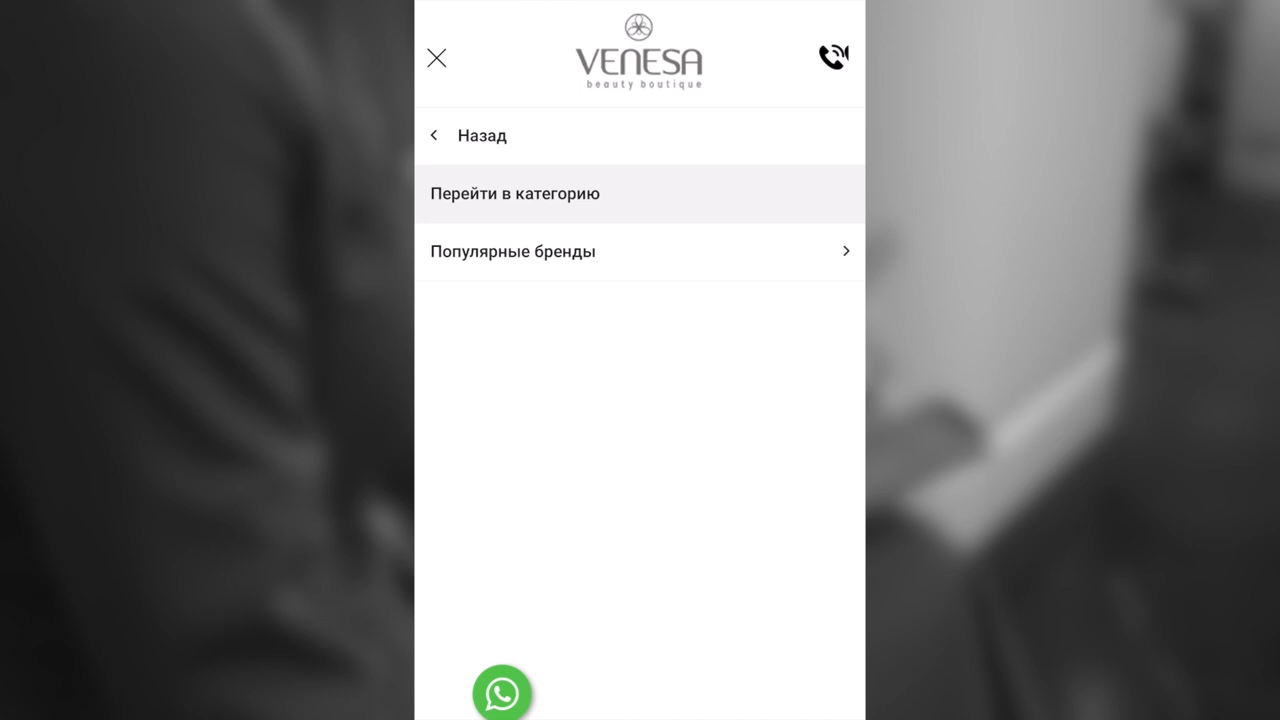 VENESA
beauty boutique
Назад
Перейти в категорию
Популярные бренды